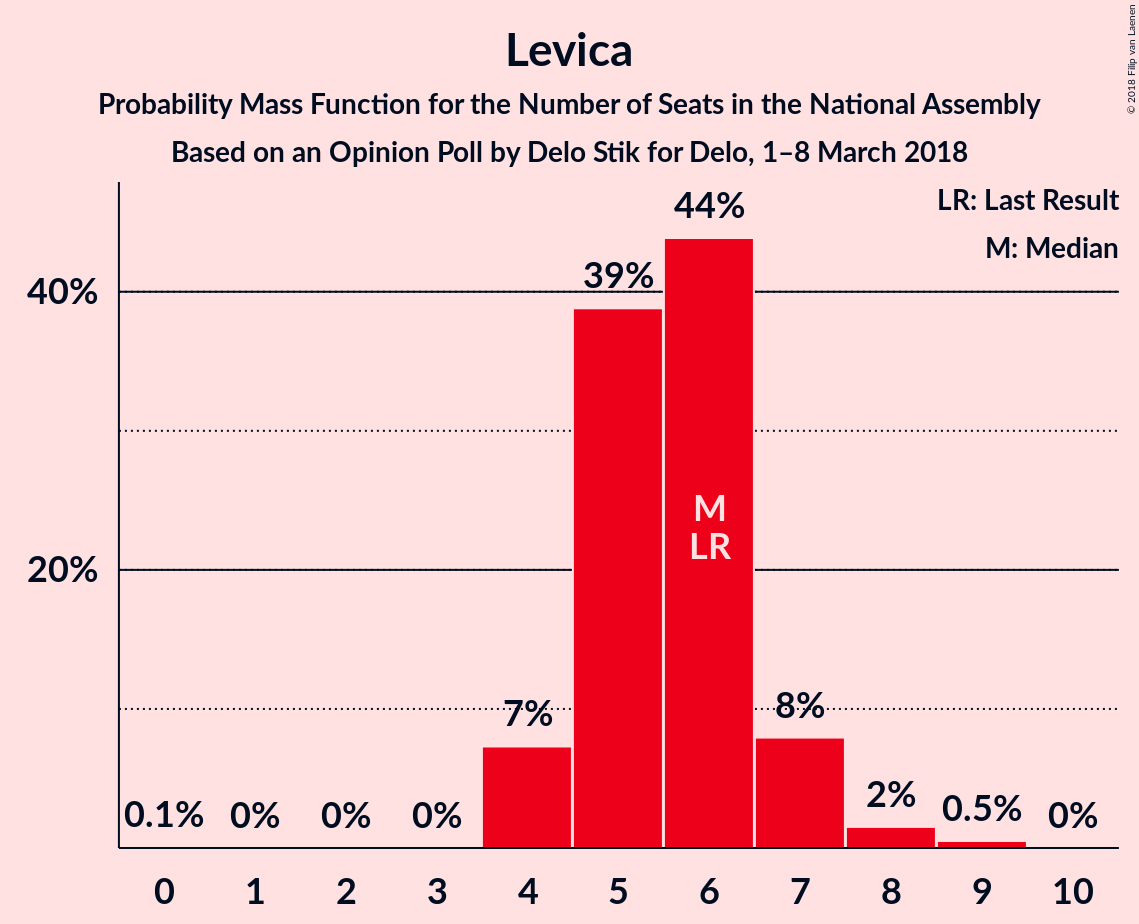 Levica
Probability Mass Function for the Number of Seats in the National Assembly
Based on an Opinion Poll by Delo Stik for Delo, 1–8 March 2018
© 2018 Filip van Laenen
LR: Last Result
M: Median
40%
20%
0.1%
0%
0%
0%
7%
39%
44%
M
LR
8%
2%
0.5%
0%
0 1 2 3 4 5 6 7 8 9 10